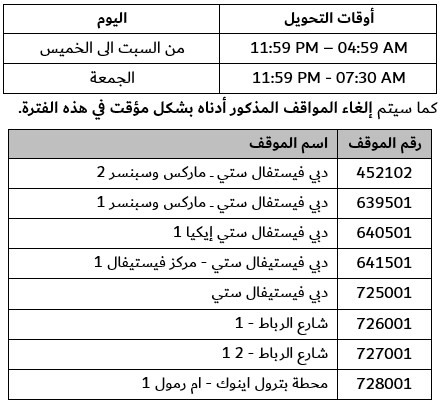 اليوم أوقات التحويل
من السبت الى الخميس 11:59 PM – 04:59 AM
الجمعة 11:59 PM - 07:30 AM
كما سيتم إلغاء المواقف المذكور أدناه بشكل مؤقت في هذه الفترة.
رقم الموقف اسم الموقف
452102 دبي فيستفال ستي ـ ماركس وسبنسر 2
639501 دبي فيستفال ستي ـ ماركس وسبنسر 1
640501 دبي فيستفال ستي إيكيا 1
641501 دبي فيستيفال ستي - مركز فيستيفال 1
725001 دبي فيستيفال ستي
726001 شارع الرباط - 1
727001 شارع الرباط - 2 1
728001 محطة بترول اينوك - ام رمول 1